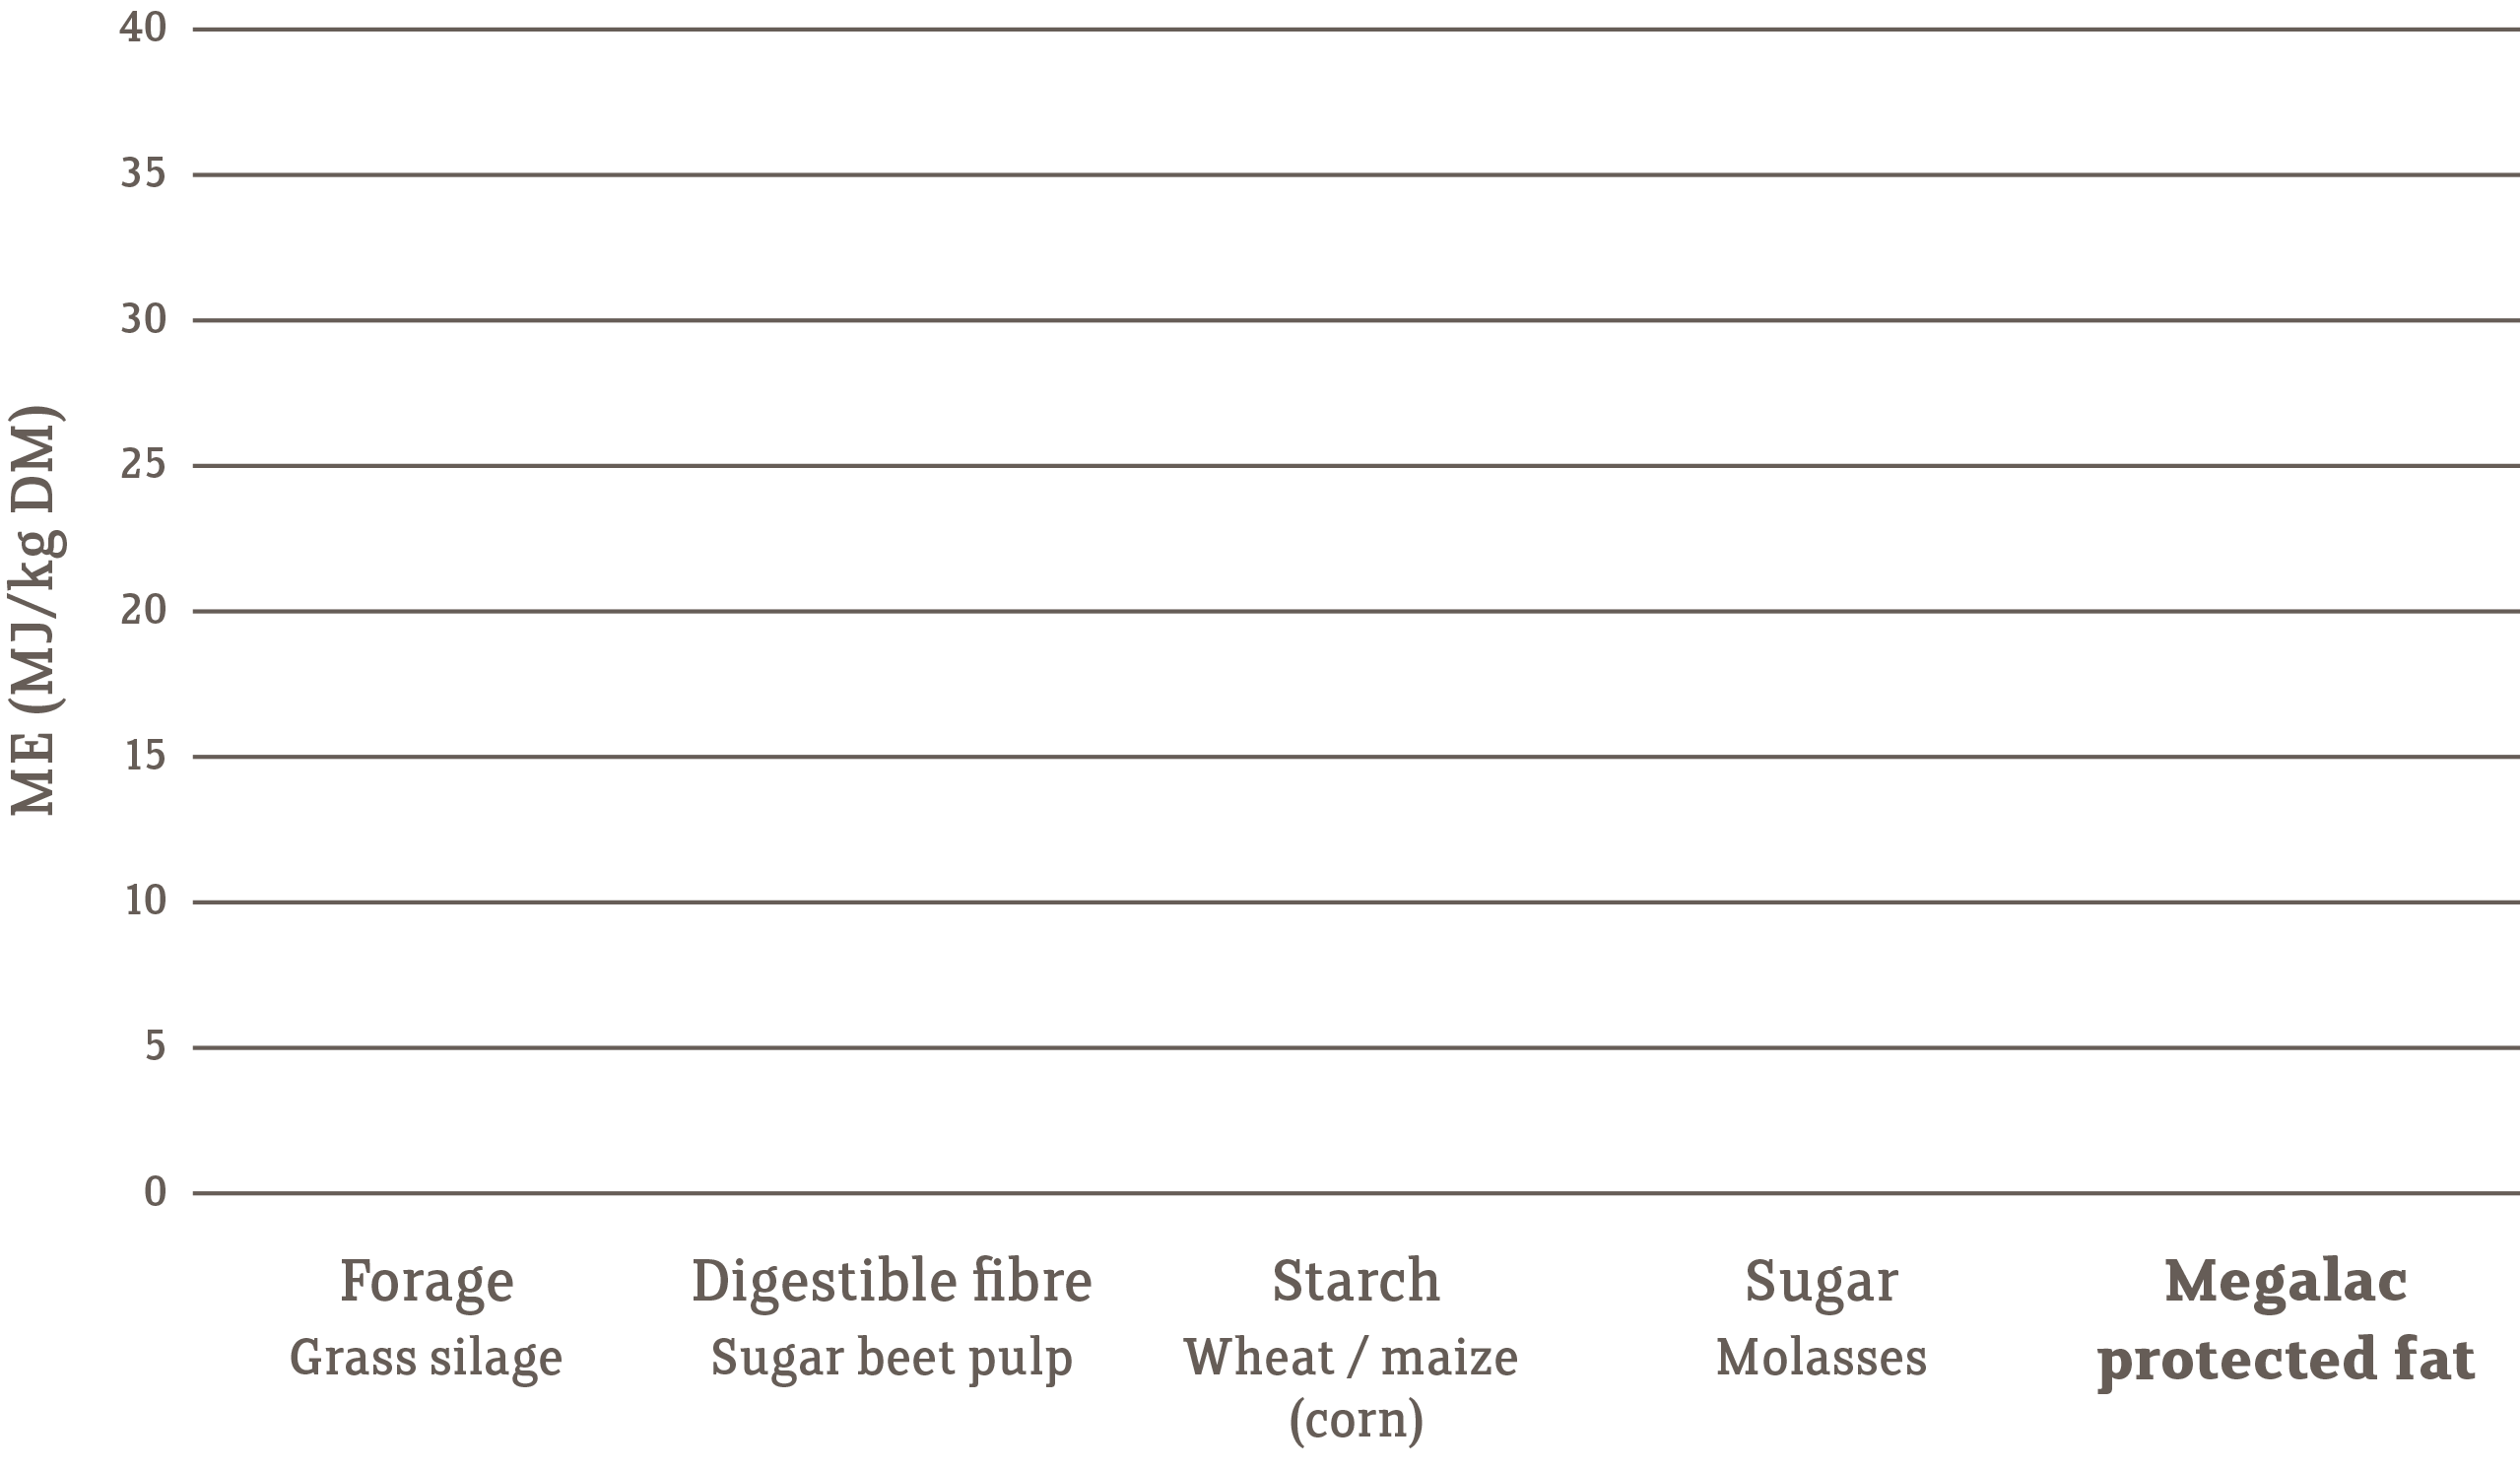 40
35
30
25
20
15
10
5
0
ME (MJ/kg DM)
Forage
Grass silage
Digestible fibre
Sugar beet pulp
Starch
Wheat / maize
(corn)
Sugar
Molasses
Megalac
protected fat